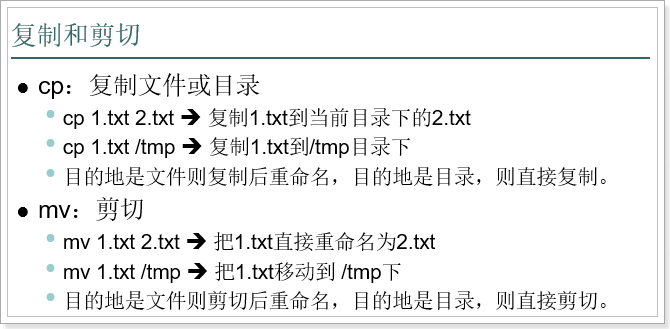 复制和剪切
● cp：复制文件或目录
• cp 1.txt 2.txt ➔ 复制1.txt到当前目录下的2.txt
• cp 1.txt /tmp ➔ 复制1.txt到/tmp目录下
• 目的地是文件则复制后重命名，目的地是目录，则直接复制。
● mv：剪切
• mv 1.txt 2.txt ➔ 把1.txt直接重命名为2.txt
• mv 1.txt /tmp ➔ 把1.txt移动到 /tmp下
• 目的地是文件则剪切后重命名，目的地是目录，则直接剪切。